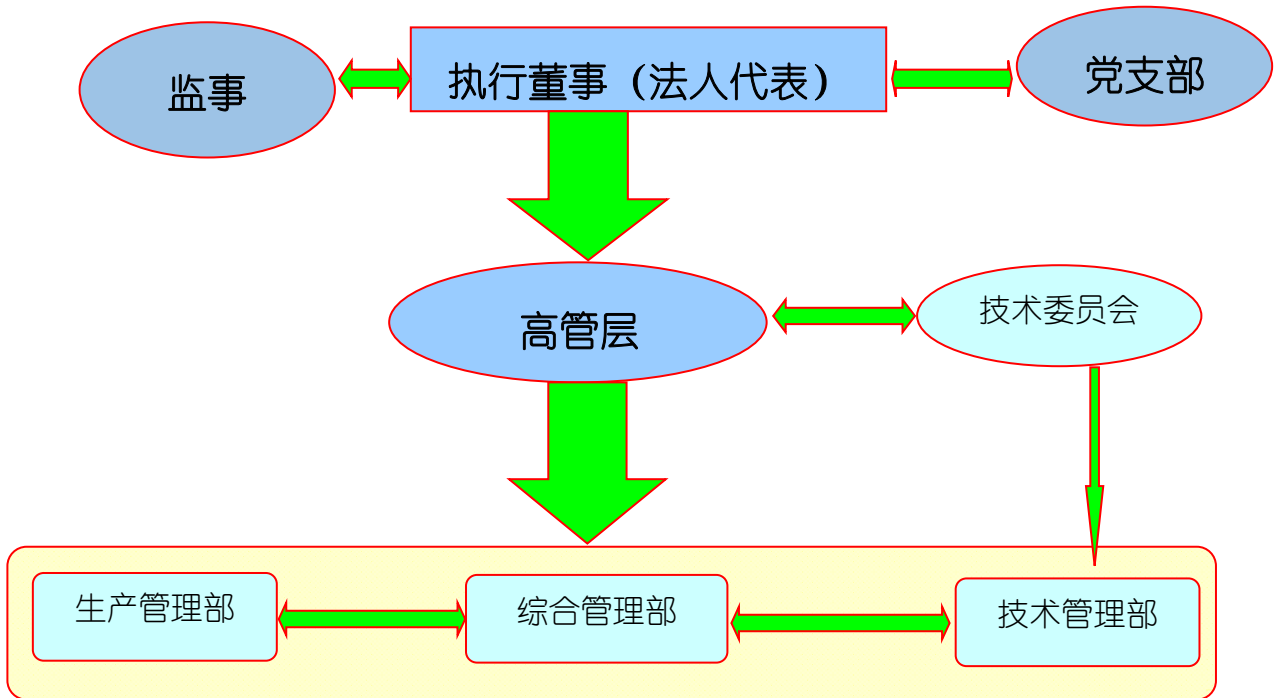 监事
执行董事（法人代表）
党支部
高管层
技术委员会
生产管理部
综合管理部
技术管理部